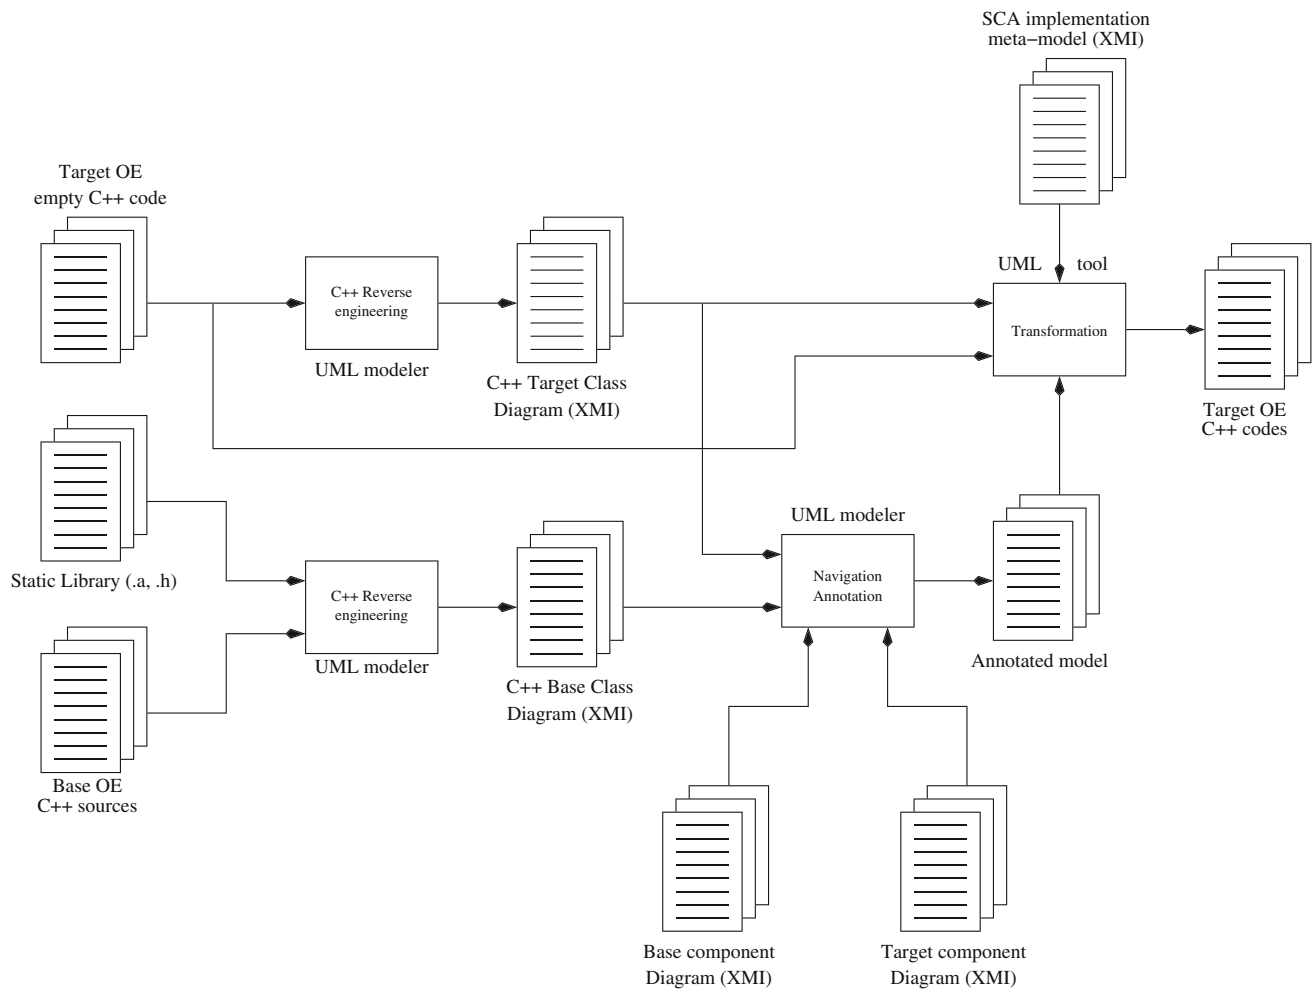 SCA implementation
meta−model (XMI)
Target OE
empty C++ code
UML tool
C++ Reverse
engineering
Transformation
UML modeler
C++ Target Class
Diagram (XMI)
Target OE
C++ codes
UML modeler
Static Library (.a, .h)
C++ Reverse
engineering
Navigation
Annotation
UML modeler
Annotated model
C++ Base Class
Diagram (XMI)
Base OE
C++ sources
Base component
Diagram (XMI)
Target component
Diagram (XMI)